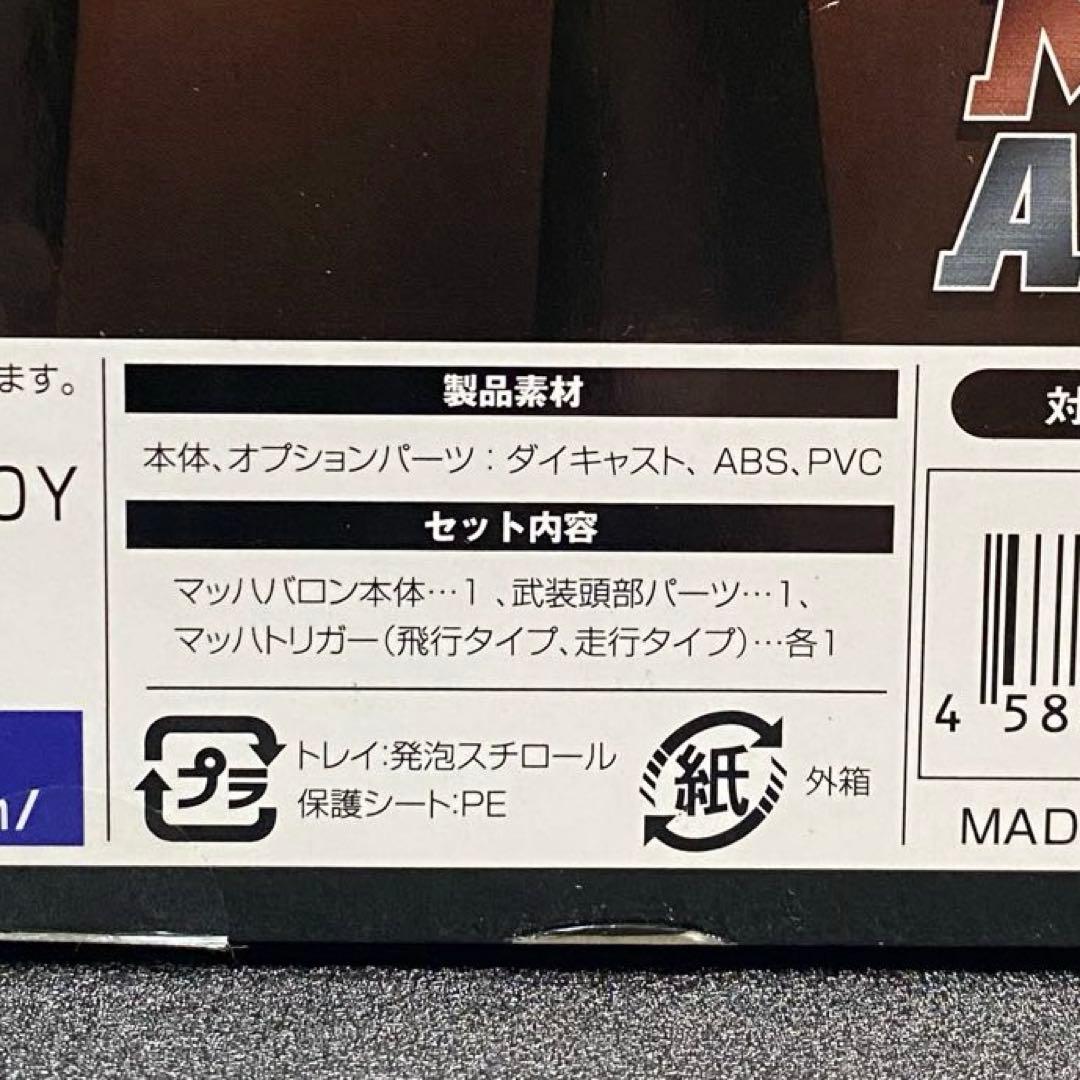 M
A
ます。
OY
製品素材
本体、オプションパーツ：ダイキャスト、ABS、PVC
セット内容
マッハバロン本体…1、武装頭部パーツ…1、
マッハトリガー（飛行タイプ、走行タイプ）…各1
プラ
トレイ：発泡スチロール
保護シート：PE
紙
外箱
対
4 58
MAD
/